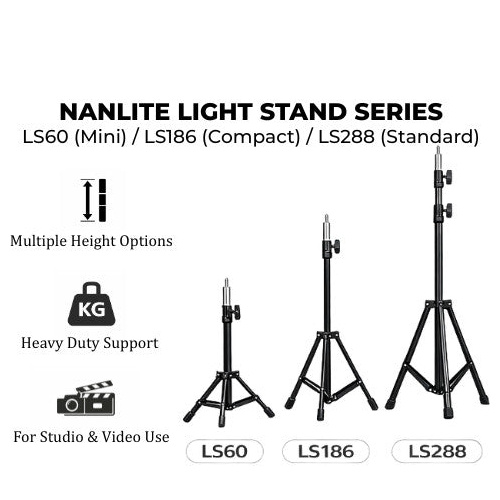 NANLITE LIGHT STAND SERIES
LS60 (Mini) / LS186 (Compact) / LS288 (Standard)
Multiple Height Options
KG
Heavy Duty Support
For Studio & Video Use
LS60
LS186
LS288